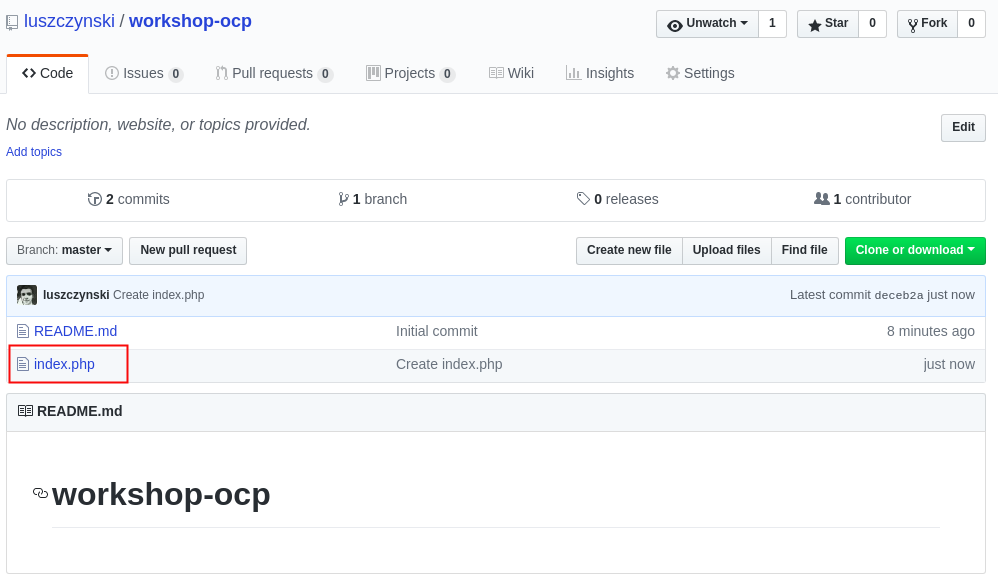 luszczynski / workshop-ocp
Unwatch 1 Star 0 Fork 0
Code Issues 0 Pull requests 0 Projects 0 Wiki Insights Settings
No description, website, or topics provided.
Edit
Add topics
2 commits 1 branch 0 releases 1 contributor
Branch: master New pull request Create new file Upload files Find file Clone or download
luszczynski Create index.php Latest commit deceb2a just now
README.md Initial commit 8 minutes ago
index.php Create index.php just now
README.md
workshop-ocp